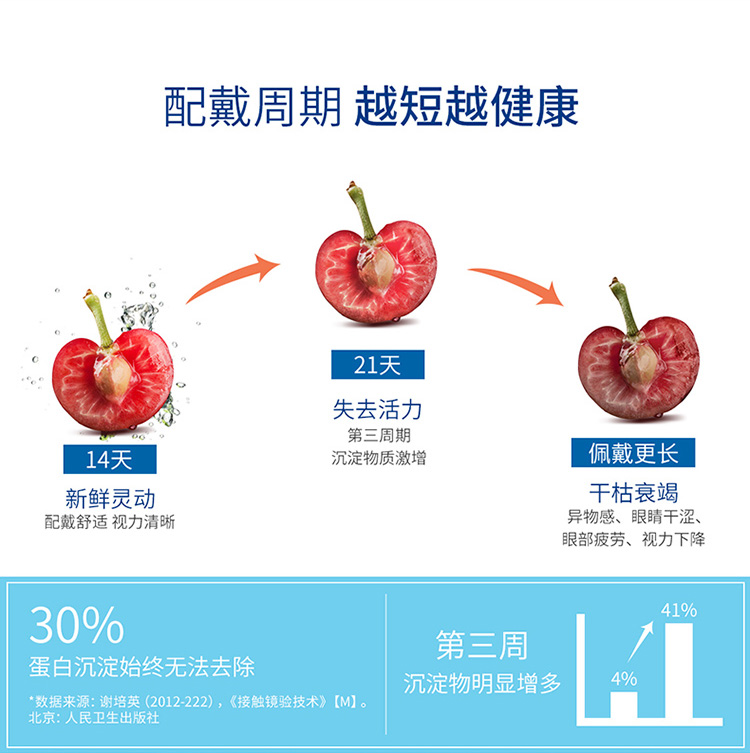 配戴周期 越短越健康
14天
新鲜灵动
配戴舒适 视力清晰
21天
失去活力
第三周期
沉淀物质激增
佩戴更长
干枯衰竭
异物感、眼睛干涩、
眼部疲劳、视力下降
30%
蛋白沉淀始终无法去除
*数据来源：谢培英（2012-222），《接触镜验技术》【M】。
北京：人民卫生出版社
第三周
沉淀物明显增多
4%
41%